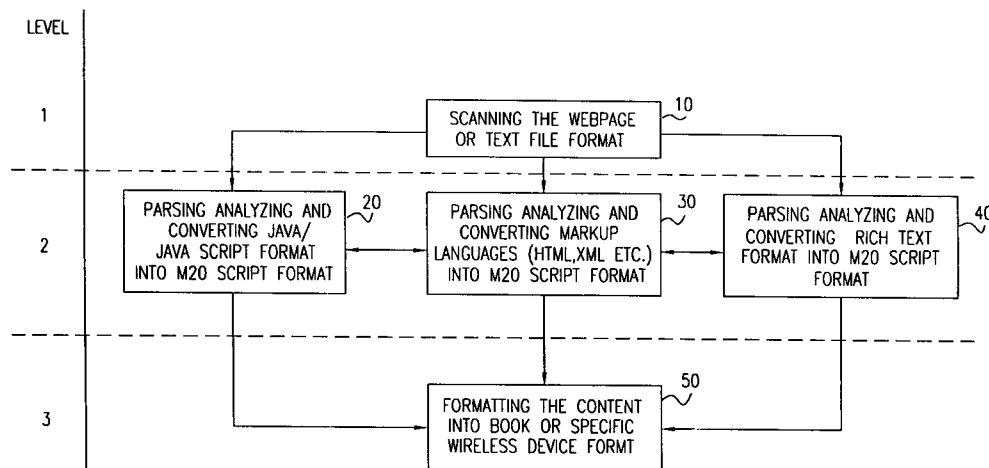 LEVEL
1
10
SCANNING THE WEBPAGE
OR TEXT FILE FORMAT
2
20
PARSING ANALYZING AND
CONVERTING JAVA/
JAVA SCRIPT FORMAT
INTO M20 SCRIPT FORMAT
30
PARSING ANALYZING AND
CONVERTING MARKUP
LANGUAGES (HTML,XML ETC.)
INTO M20 SCRIPT FORMAT
40
PARSING ANALYZING AND
CONVERTING RICH TEXT
FORMAT INTO M20 SCRIPT
FORMAT
3
50
FORMATTING THE CONTENT
INTO BOOK OR SPECIFIC
WIRELESS DEVICE FORMT